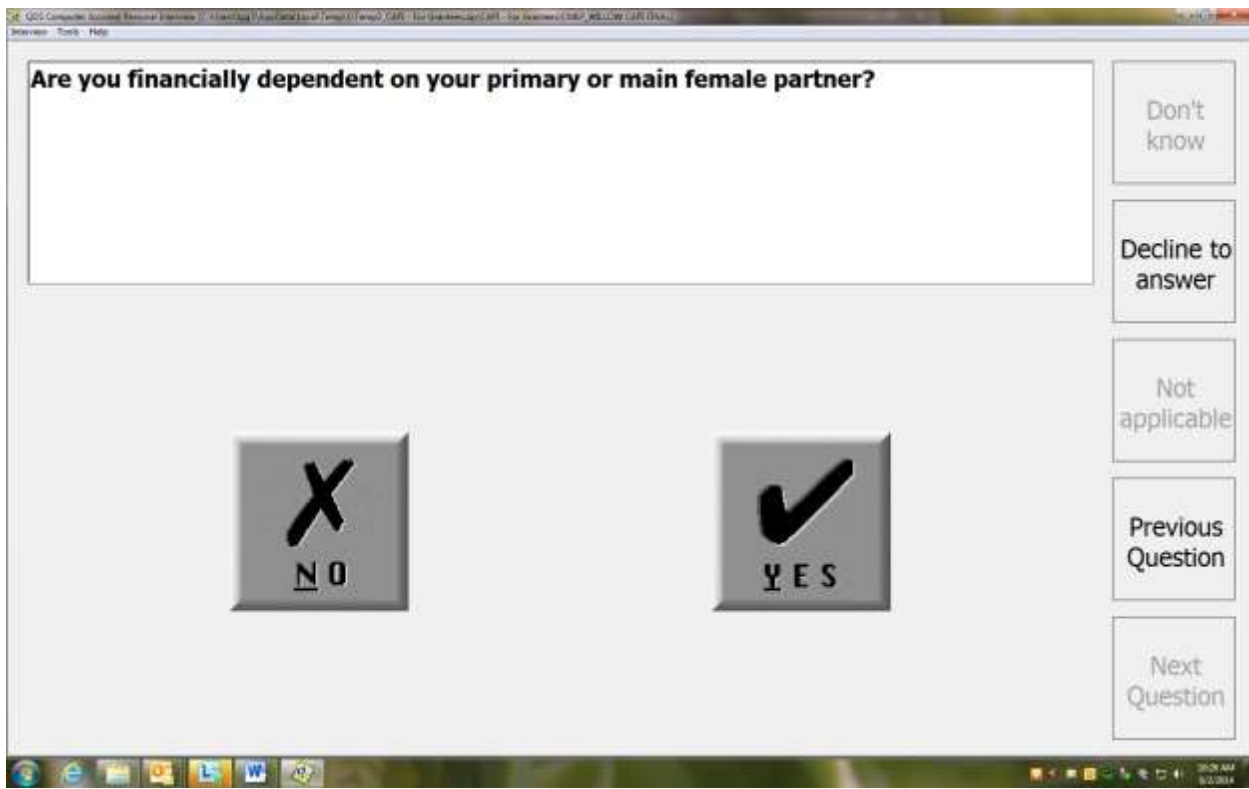 Interview Tools Help
Are you financially dependent on your primary or main female partner?
Don't
know
Decline to
answer
Not
applicable
NO
YES
Previous
Question
Next
Question